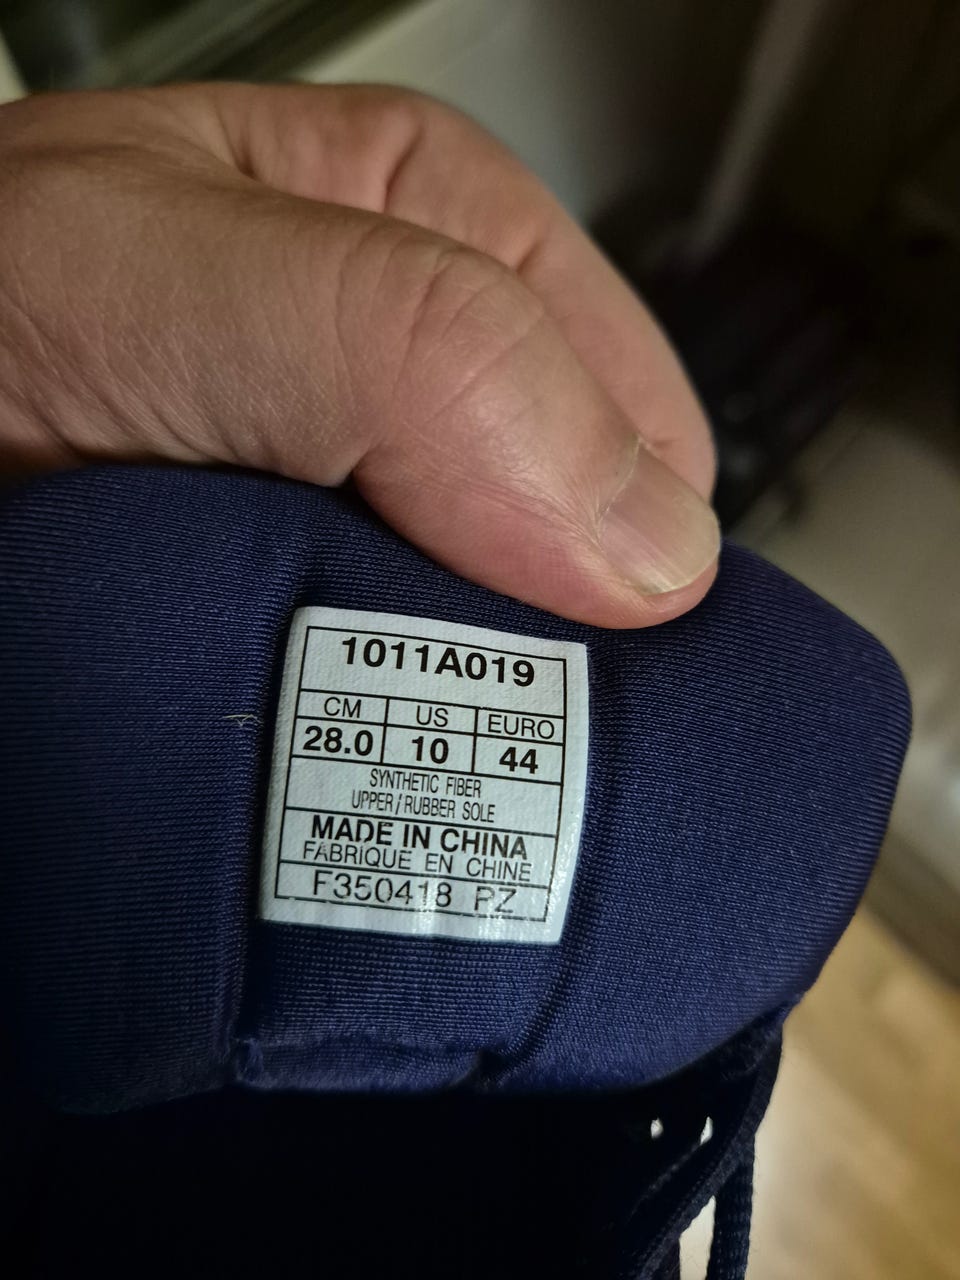 1011A019
CM US EURO
28.0 10 44
SYNTHETIC FIBER
UPPER/RUBBER SOLE
MADE IN CHINA
FABRIQUE EN CHINE
F350418 PZ